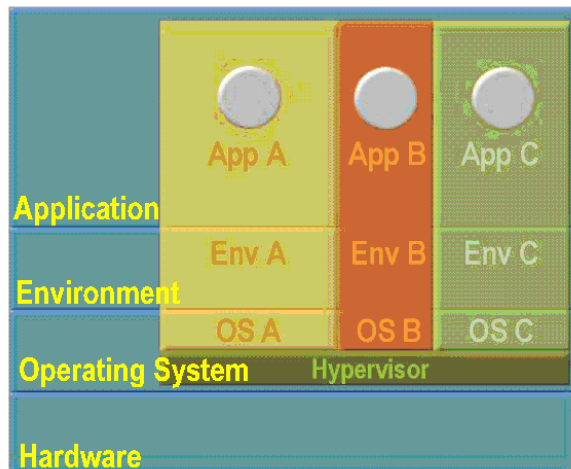 App A App B App C
Application
Env A Env B Env C
Environment
OS A OS B OS C
Operating System Hypervisor
Hardware